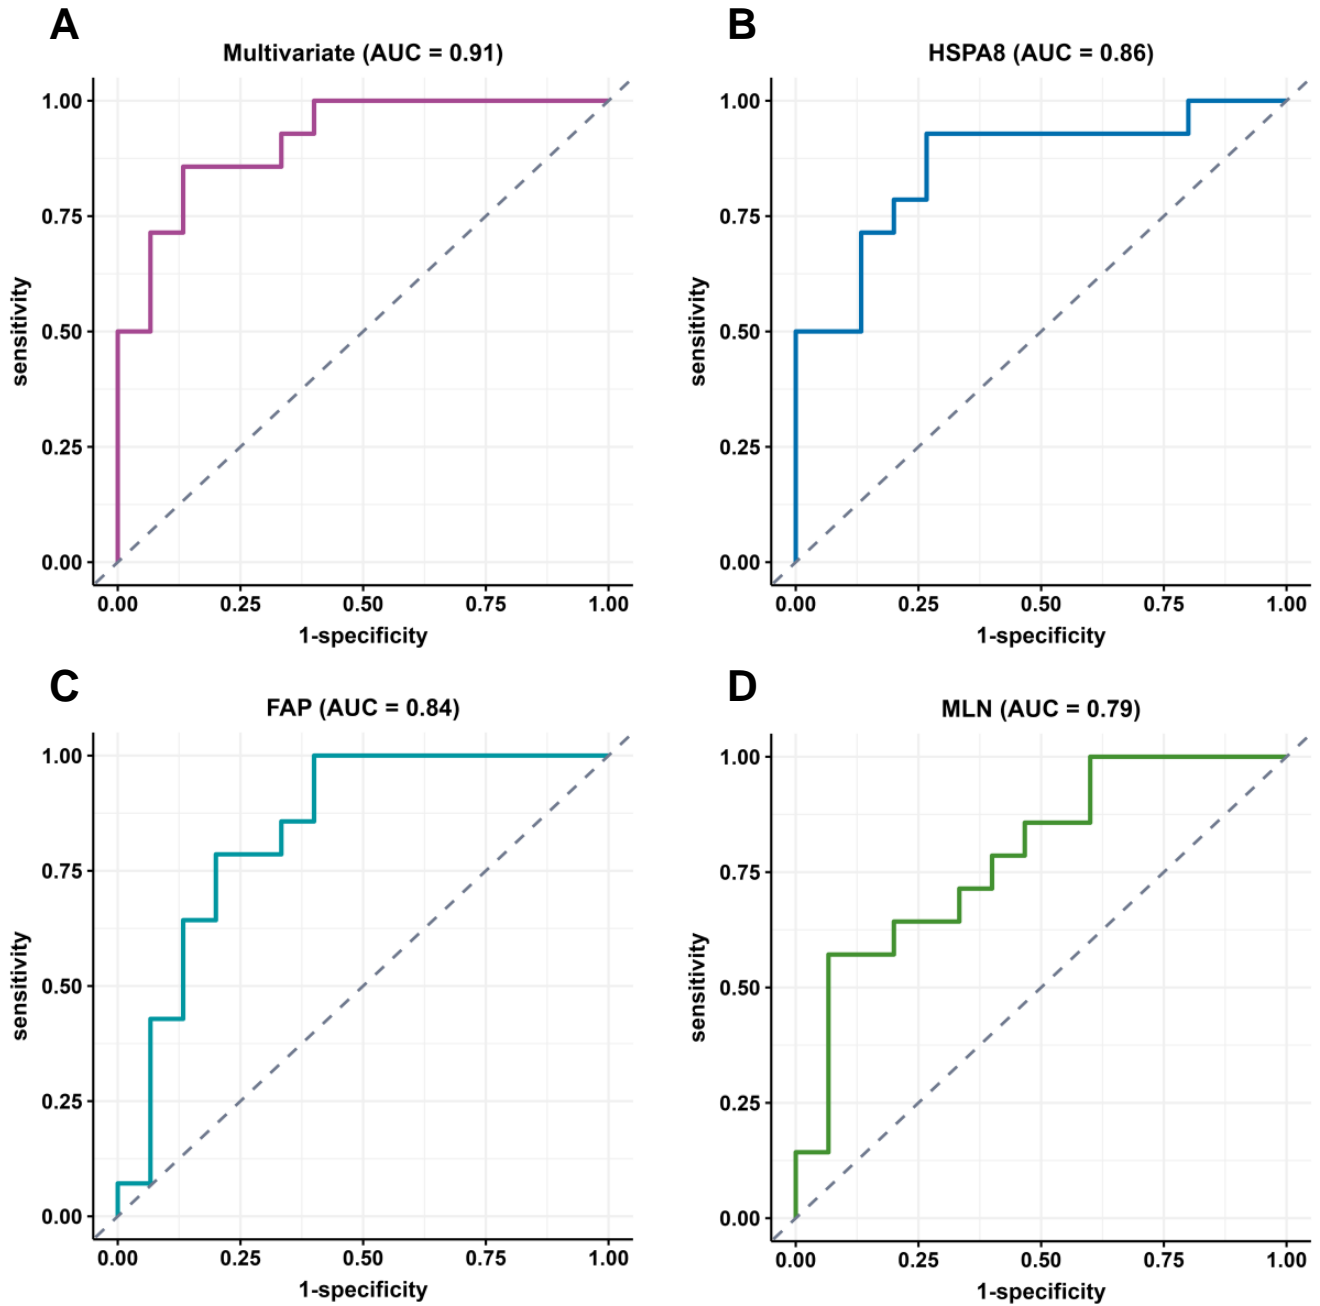 A
Multivariate (AUC = 0.91)
1.00
0.75
0.50
0.25
0.00
sensitivity
0.00 0.25 0.50 0.75 1.00
1-specificity
B
HSPA8 (AUC = 0.86)
1.00
0.75
0.50
0.25
0.00
sensitivity
0.00 0.25 0.50 0.75 1.00
1-specificity
C
FAP (AUC = 0.84)
1.00
0.75
0.50
0.25
0.00
sensitivity
0.00 0.25 0.50 0.75 1.00
1-specificity
D
MLN (AUC = 0.79)
1.00
0.75
0.50
0.25
0.00
sensitivity
0.00 0.25 0.50 0.75 1.00
1-specificity